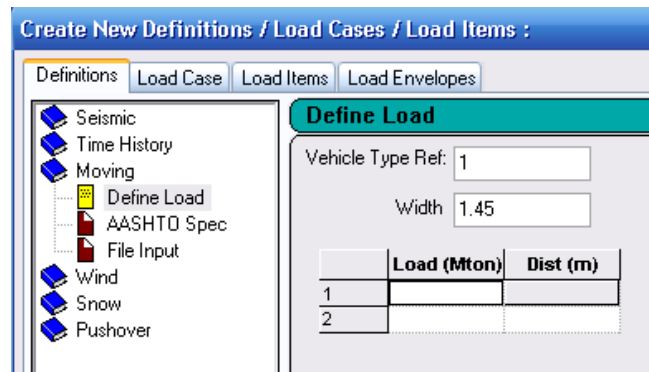 Create New Definitions / Load Cases / Load Items :
Definitions Load Case Load Items Load Envelopes
Seismic
Time History
Moving
Define Load
AASHTO Spec
File Input
Wind
Snow
Pushover
Define Load
Vehicle Type Ref: 1
Width 1.45
Load (Mton) Dist (m)
1
2